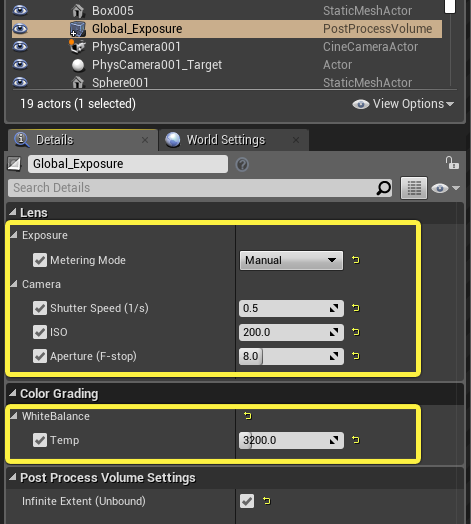 Box005 StaticMeshActor
Global_Exposure PostProcessVolume
PhysCamera001 CineCameraActor
PhysCamera001_Target Actor
Sphere001 StaticMeshActor
19 actors (1 selected) View Options
Details World Settings
Global_Exposure
Search Details
Lens
Exposure
Metering Mode Manual
Camera
Shutter Speed (1/s) 0.5
ISO 200.0
Aperture (F-stop) 8.0
Color Grading
WhiteBalance
Temp 3200.0
Post Process Volume Settings
Infinite Extent (Unbound)